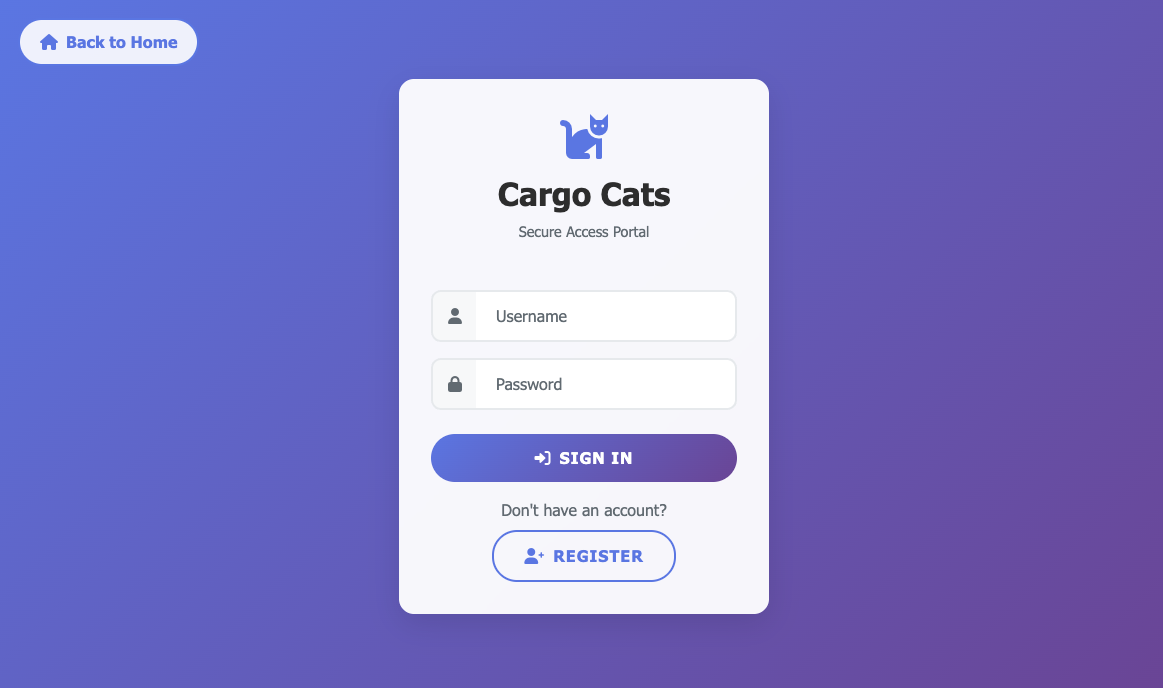 Back to Home
Cargo Cats
Secure Access Portal
Username
Password
SIGN IN
Don't have an account?
REGISTER